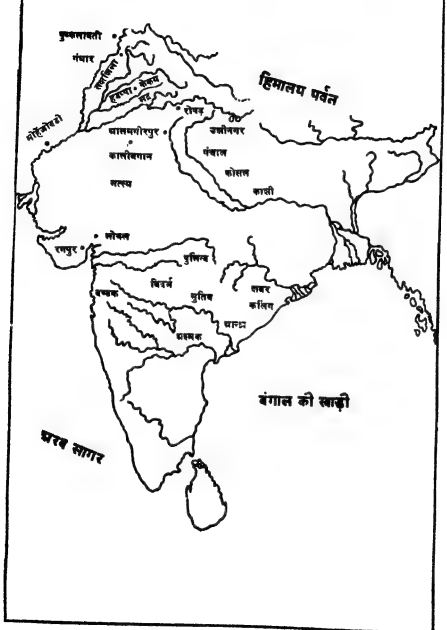 पुष्कलावती
गंधार
तक्षशिला
हड़प्पा
केकय
मद्र
हिमालय पर्वत
रोपड़
मोहेंजोदड़ो
आलमगीरपुर
उशीनगर
कालीबंगान
पंचाल
कोसल
मत्स्य
काशी
लोथल
रंगपुर
पुलिन्द
विदर्भ
मुतिब
शबर
कलिंग
आन्ध्र
अश्मक
बंगाल की खाड़ी
अरब सागर